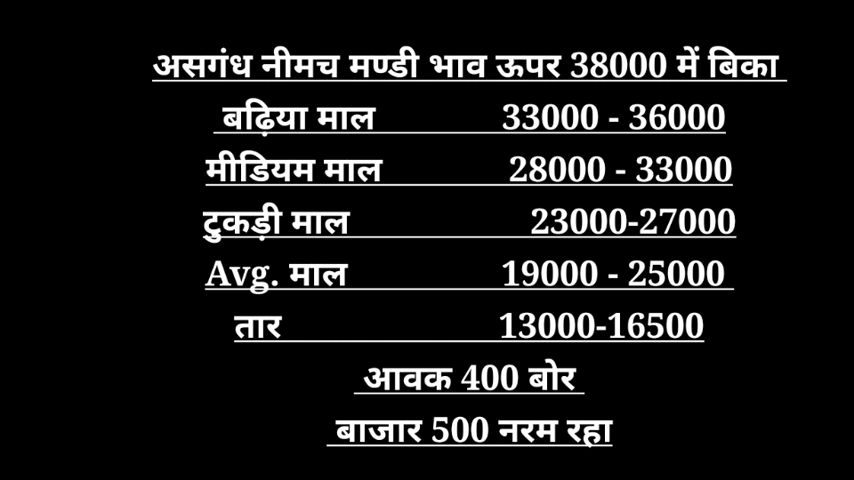 असगंध नीमच मण्डी भाव ऊपर 38000 में बिका
बढ़िया माल 33000 - 36000
मीडियम माल 28000 - 33000
टुकड़ी माल 23000-27000
Avg. माल 19000 - 25000
तार 13000-16500
आवक 400 बोर
बाजार 500 नरम रहा